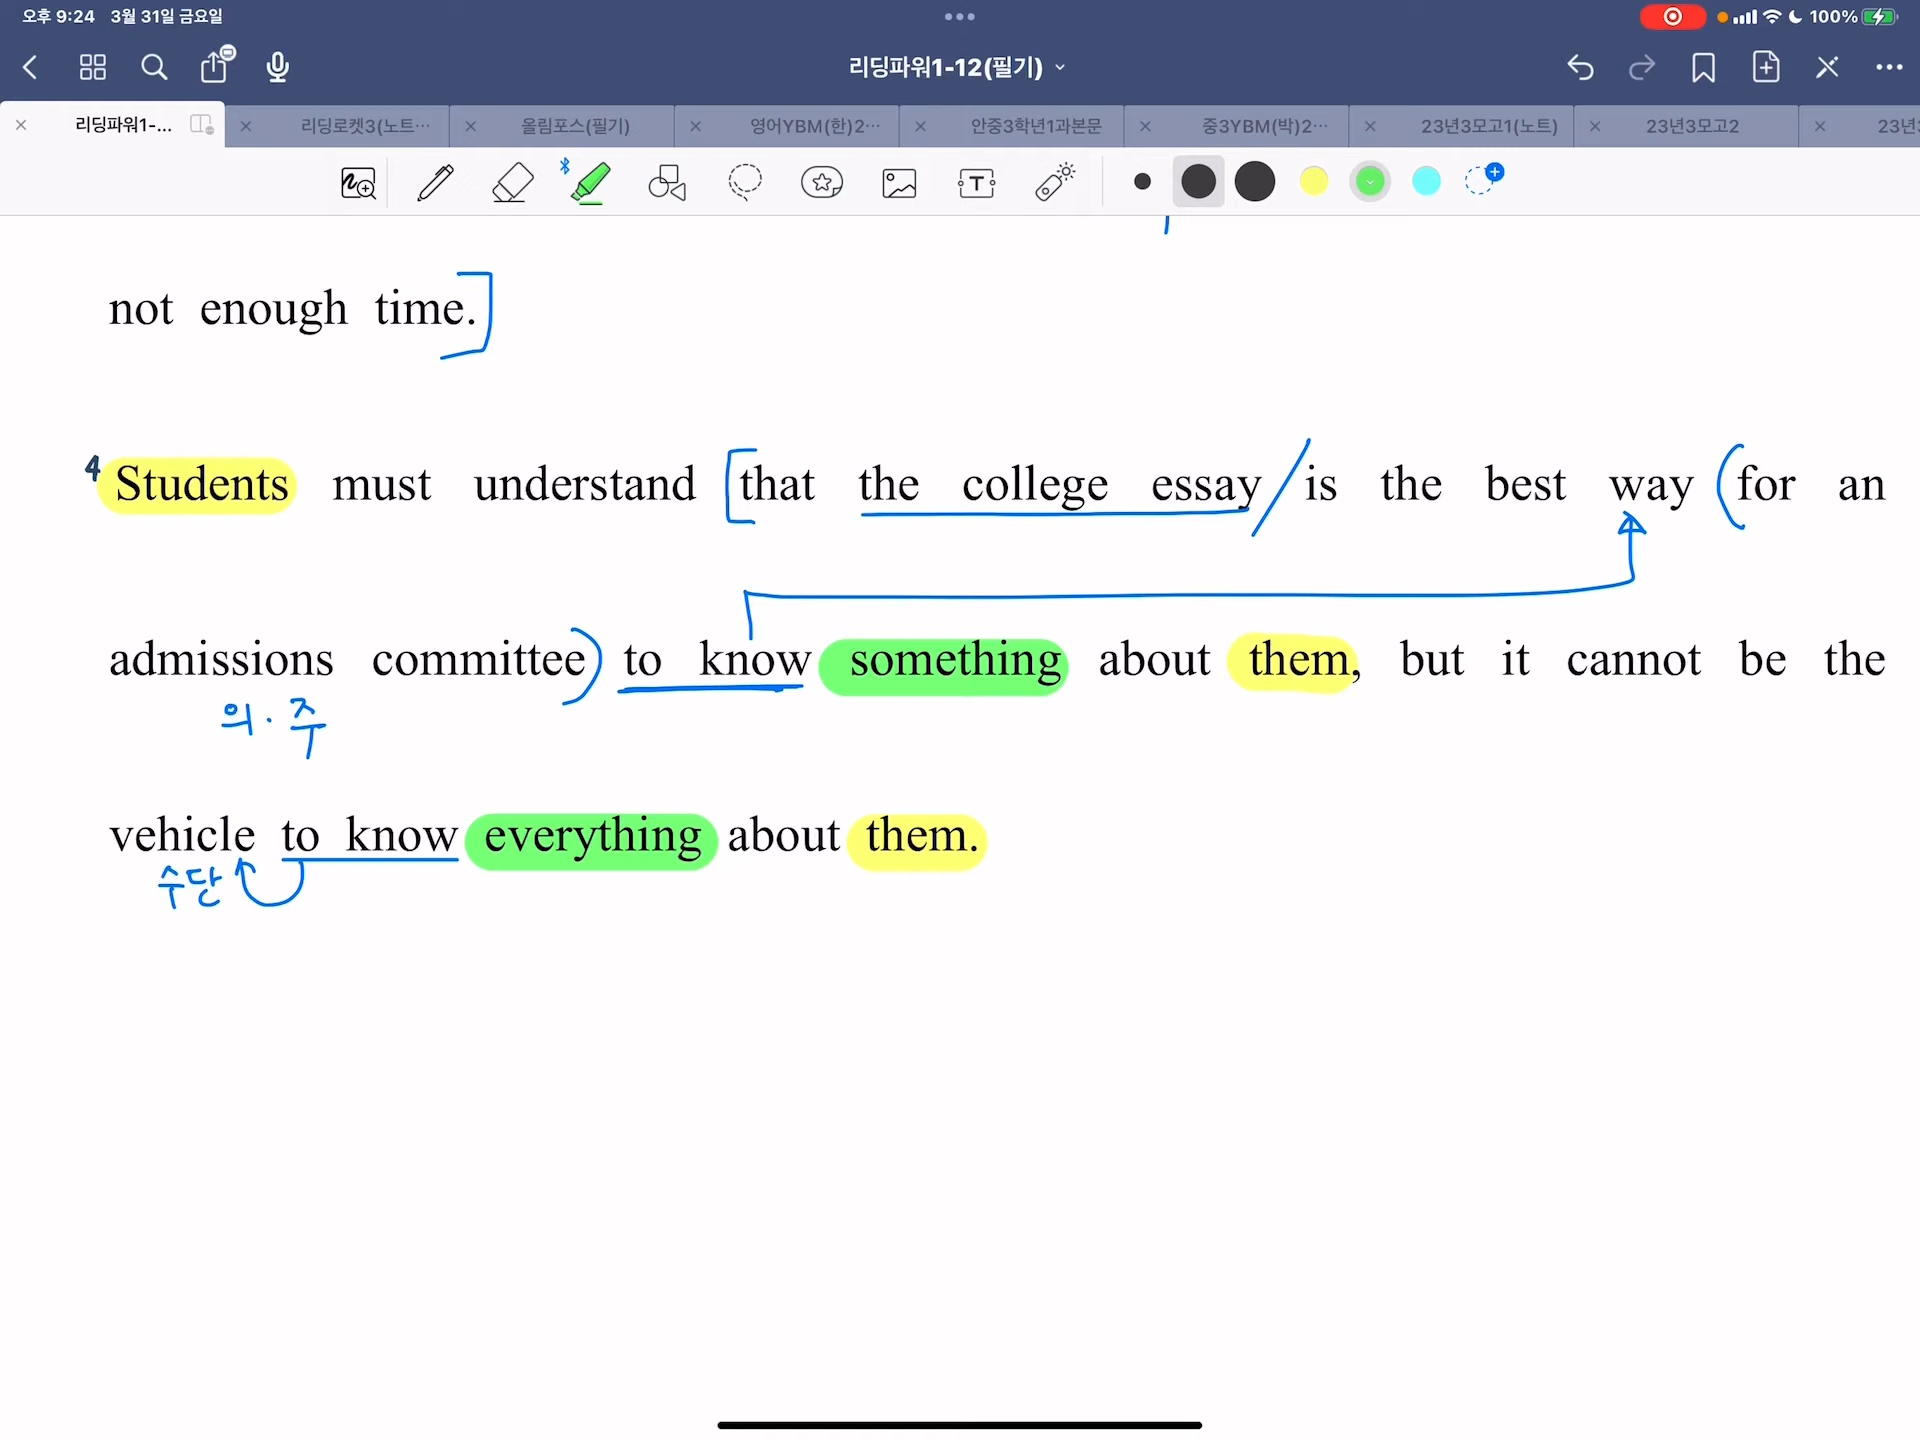 오후 9:24 3월 31일 금요일
100%
리딩파워1-12(필기)
리딩파워1-... 리딩로켓3(노트... 올림포스(필기) 영어YBM(한)2... 안중3학년1과본문 중3YBM(박)2... 23년3모고1(노트) 23년3모고2 23년
not enough time.
4 Students must understand [that the college essay / is the best way (for an
admissions committee) to know something about them, but it cannot be the
의·주
vehicle to know everything about them.
수단